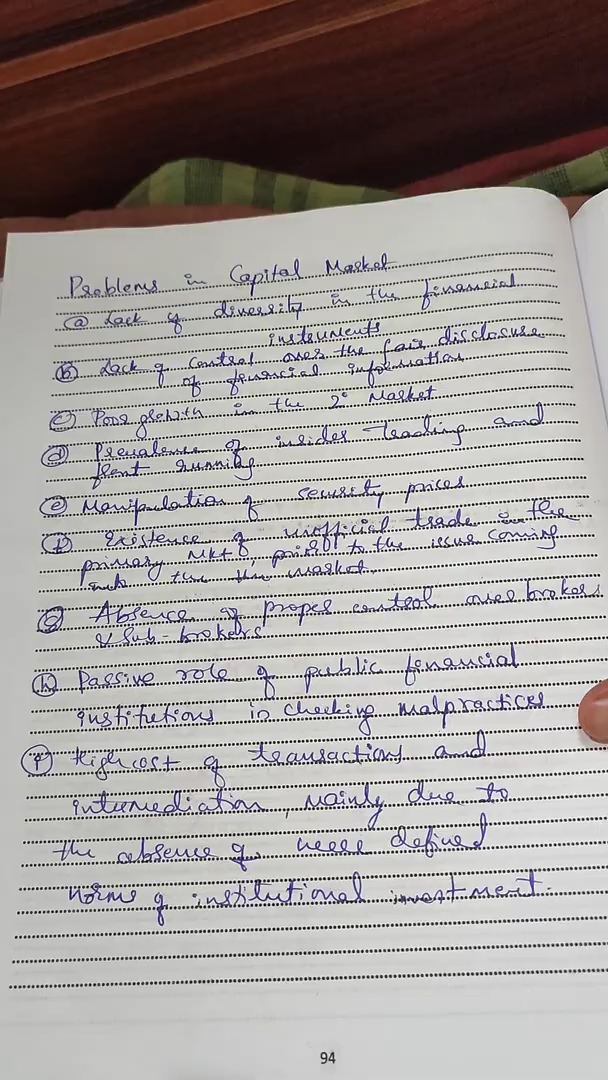 Problems in Capital Market
(a) Lack of diversity in the financial
instruments
(b) Lack of control over the fair disclosure
of financial information
(c) Poor growth in the 2° Market
(d) Prevalence of insider trading and
front running
(e) Manipulation of security prices
(f) Existence of unofficial trade in the
primary Mkt, prior to the issue coming
into the the market
(g) Absence of proper control over brokers
& sub-brokers
(h) Passive role of public financial
institutions in checking malpractices
High cost of transactions and
intermediation, mainly due to
the absence of defined
norms of institutional investment.
94